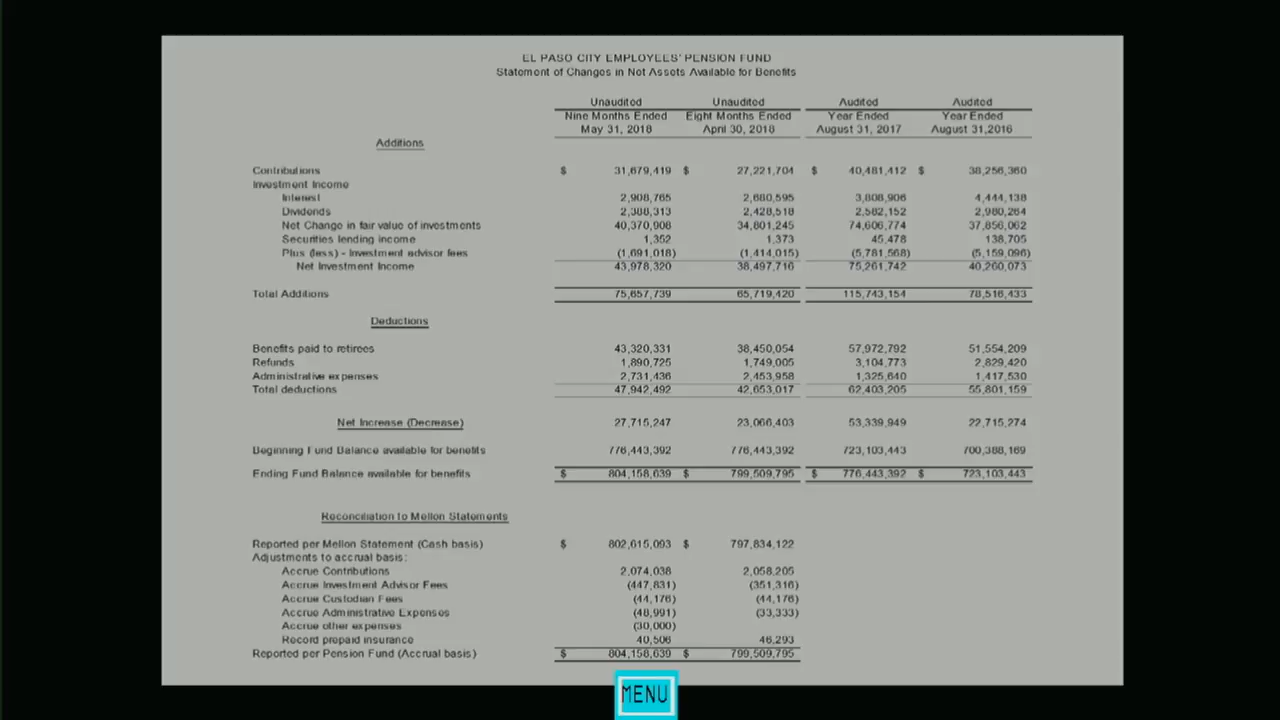 EL PASO CITY EMPLOYEES' PENSION FUND
Statement of Changes in Net Assets Available for Benefits
Unaudited Unaudited Audited Audited
Nine Months Ended Eight Months Ended Year Ended Year Ended
May 31, 2018 April 30, 2018 August 31, 2017 August 31,2016
Additions
Contributions $ 31,679,419 $ 27,221,704 $ 40,481,412 $ 38,256,360
Investment Income
Interest 2,908,765 2,680,595 3,808,906 4,444,138
Dividends 2,388,313 2,428,518 2,582,152 2,980,264
Net Change in fair value of investments 40,370,908 34,801,245 74,606,774 37,856,062
Securities lending income 1,352 1,373 45,478 138,705
Plus (less) - Investment advisor fees (1,691,018) (1,414,015) (5,781,568) (5,159,096)
Net Investment Income 43,978,320 38,497,716 75,261,742 40,260,073
Total Additions 75,657,739 65,719,420 115,743,154 78,516,433
Deductions
Benefits paid to retirees 43,320,331 38,450,054 57,972,792 51,554,209
Refunds 1,890,725 1,749,005 3,104,773 2,829,420
Administrative expenses 2,731,436 2,453,958 1,325,640 1,417,530
Total deductions 47,942,492 42,653,017 62,403,205 55,801,159
Net Increase (Decrease) 27,715,247 23,066,403 53,339,949 22,715,274
Beginning Fund Balance available for benefits 776,443,392 776,443,392 723,103,443 700,388,169
Ending Fund Balance available for benefits $ 804,158,639 $ 799,509,795 $ 776,443,392 $ 723,103,443
Reconciliation to Mellon Statements
Reported per Mellon Statement (Cash basis) $ 802,615,093 $ 797,834,122
Adjustments to accrual basis:
Accrue Contributions 2,074,038 2,058,205
Accrue Investment Advisor Fees (447,831) (351,316)
Accrue Custodian Fees (44,176) (44,176)
Accrue Administrative Expenses (48,991) (33,333)
Accrue other expenses (30,000)
Record prepaid insurance 40,506 46,293
Reported per Pension Fund (Accrual basis) $ 804,158,639 $ 799,509,795
MENU